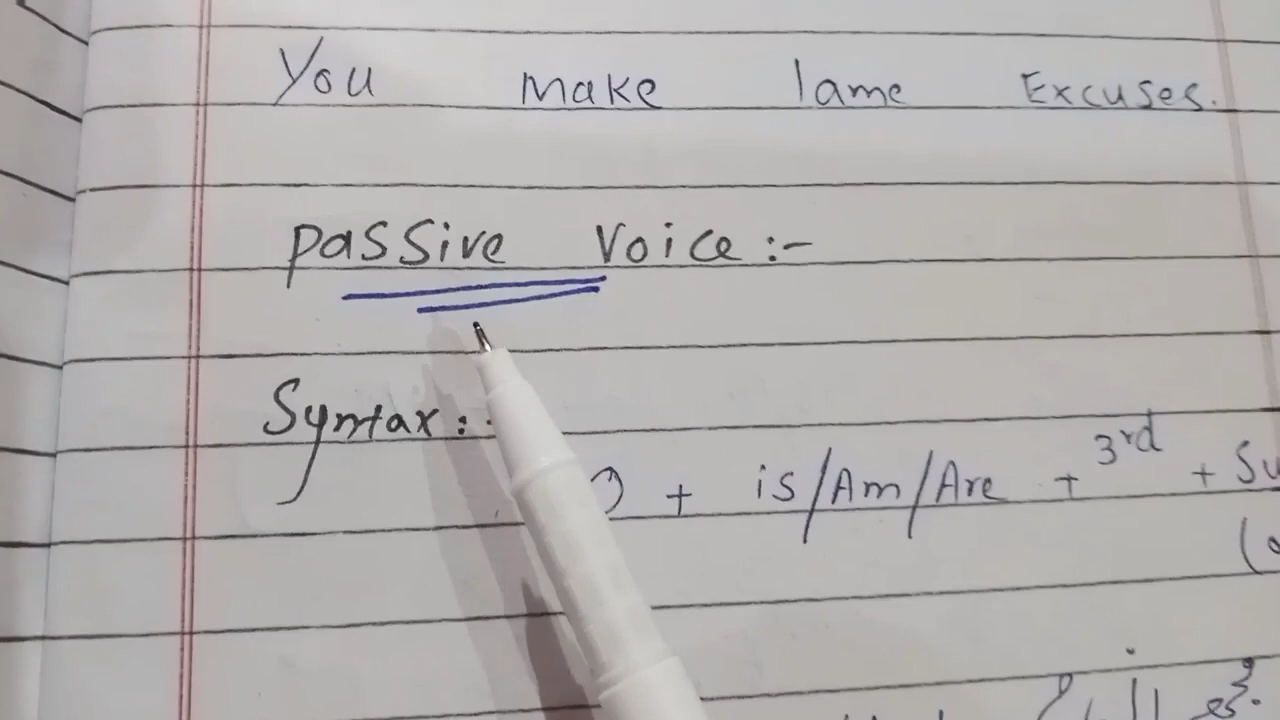 You make lame Excuses.
Passive Voice :-
Syntax :-
+ is/Am/Are + 3rd + Su